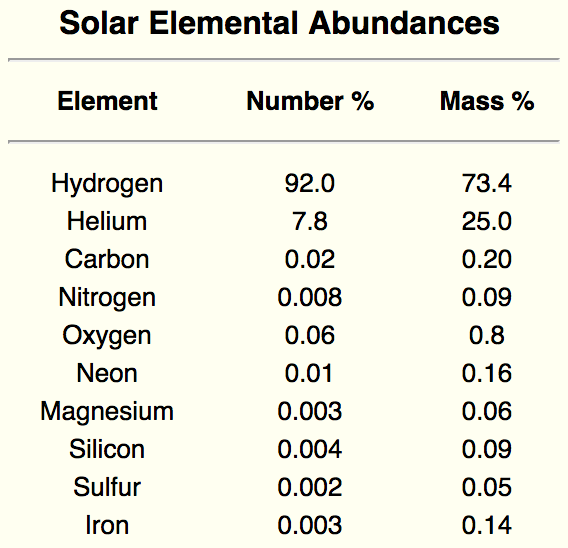 Solar Elemental Abundances
Element Number % Mass %
Hydrogen 92.0 73.4
Helium 7.8 25.0
Carbon 0.02 0.20
Nitrogen 0.008 0.09
Oxygen 0.06 0.8
Neon 0.01 0.16
Magnesium 0.003 0.06
Silicon 0.004 0.09
Sulfur 0.002 0.05
Iron 0.003 0.14